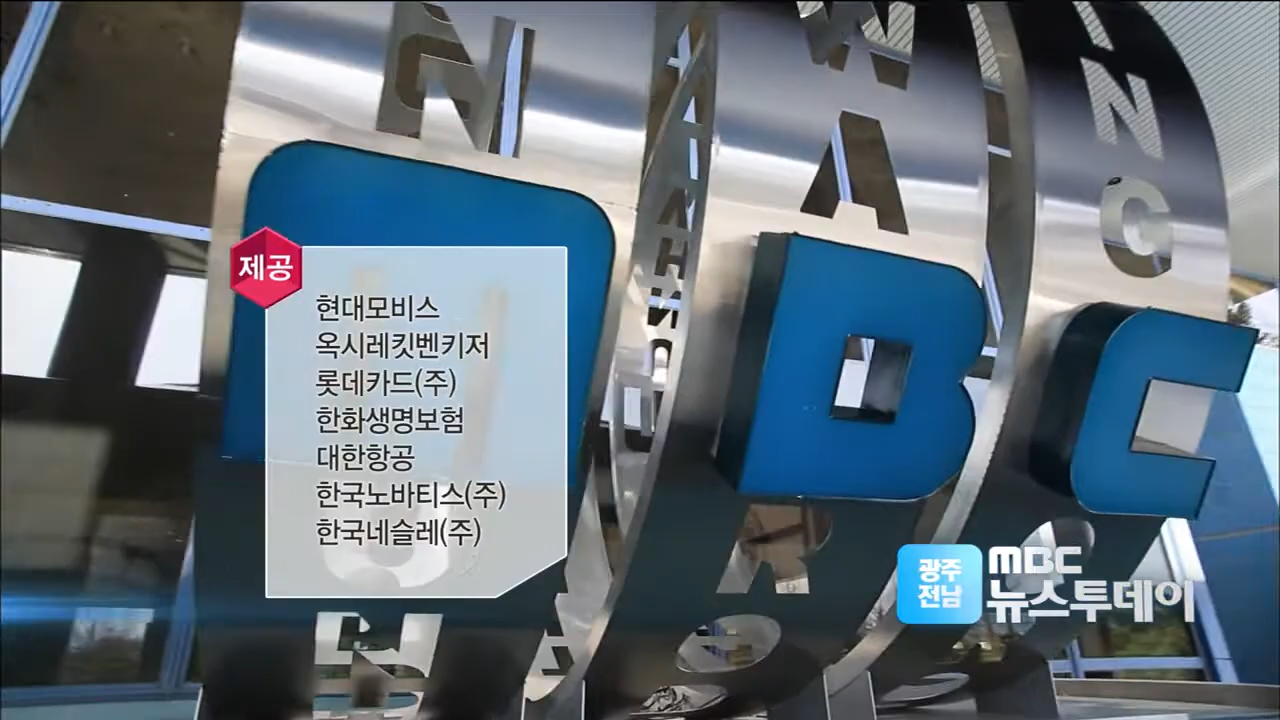 제공
현대모비스
옥시레킷벤키저
롯데카드(주)
한화생명보험
대한항공
한국노바티스(주)
한국네슬레(주)
BC
광주
전남
MBC
뉴스투데이